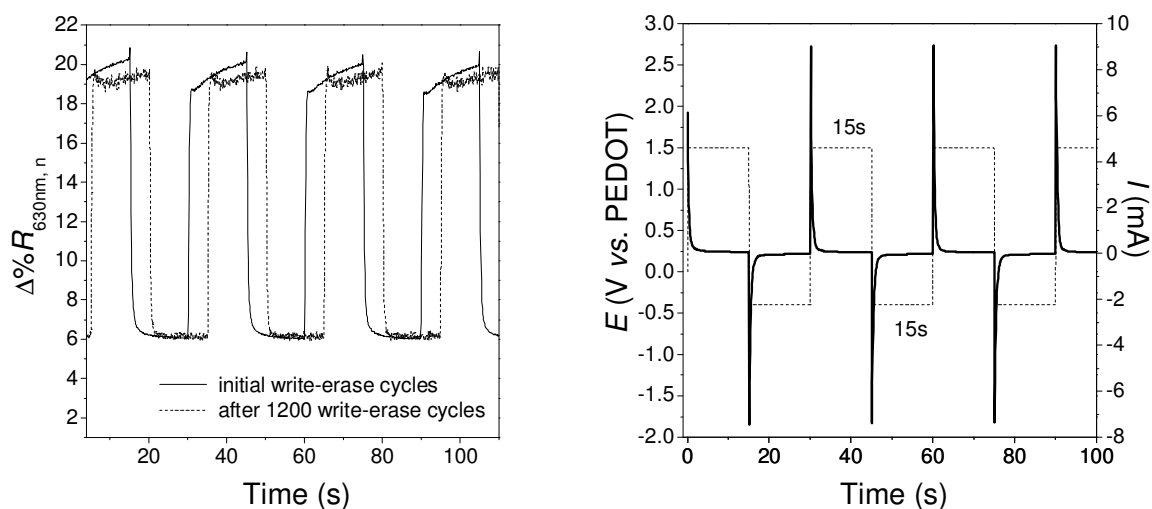 22
20
18
16
14
12
10
8
6
4
2
Δ%R630nm, n
initial write-erase cycles
after 1200 write-erase cycles
20 40 60 80 100
Time (s)
3.0
2.5
2.0
1.5
1.0
0.5
0.0
-0.5
-1.0
-1.5
-2.0
E (V vs. PEDOT)
15s
15s
10
8
6
4
2
0
-2
-4
-6
-8
I (mA)
0 20 40 60 80 100
Time (s)